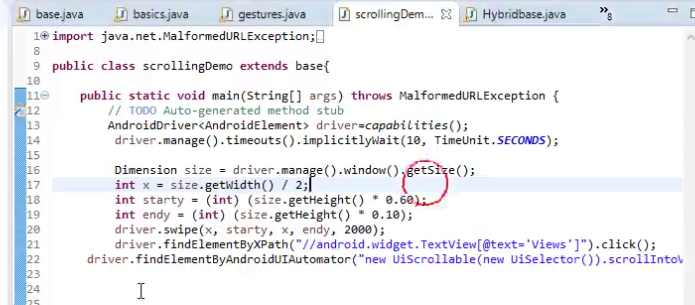 base.java basics.java gestures.java scrollingDemo... Hybridbase.java »8
1 import java.net.MalformedURLException;
8
9 public class scrollingDemo extends base{
10
11 public static void main(String[] args) throws MalformedURLException {
12 // TODO Auto-generated method stub
13 AndroidDriver<AndroidElement> driver=capabilities();
14 driver.manage().timeouts().implicitlyWait(10, TimeUnit.SECONDS);
15
16 Dimension size = driver.manage().window().getSize();
17 int x = size.getWidth() / 2;
18 int starty = (int) (size.getHeight() * 0.60);
19 int endy = (int) (size.getHeight() * 0.10);
20 driver.swipe(x, starty, x, endy, 2000);
21 driver.findElementByXPath("//android.widget.TextView[@text='Views']").click();
22 driver.findElementByAndroidUIAutomator("new UiScrollable(new UiSelector()).scrollIntoV
23
24
25